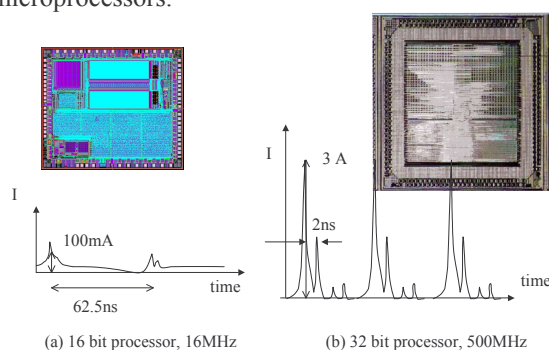 microprocessors.
I
100mA
62.5ns
time
(a) 16 bit processor, 16MHz
I
3 A
2ns
time
(b) 32 bit processor, 500MHz